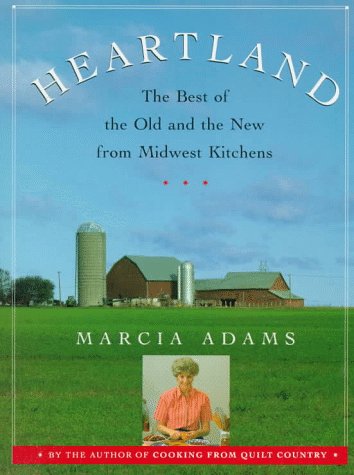 HEARTLAND
The Best of
the Old and the New
from Midwest Kitchens
MARCIA ADAMS
• BY THE AUTHOR OF COOKING FROM QUILT COUNTRY •